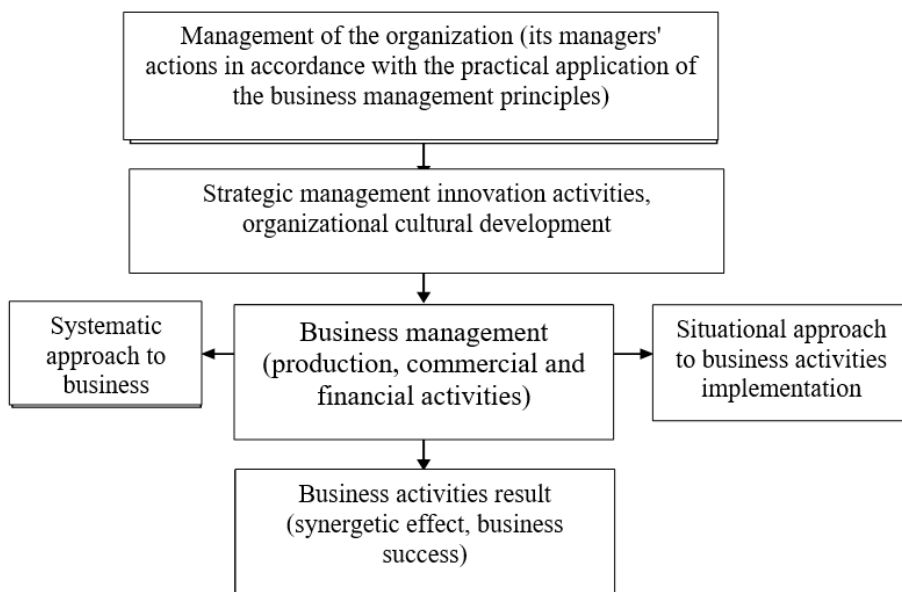 Management of the organization (its managers'
actions in accordance with the practical application of
the business management principles)
Strategic management innovation activities,
organizational cultural development
Systematic
approach to
business
Business management
(production, commercial and
financial activities)
Situational approach
to business activities
implementation
Business activities result
(synergetic effect, business
success)